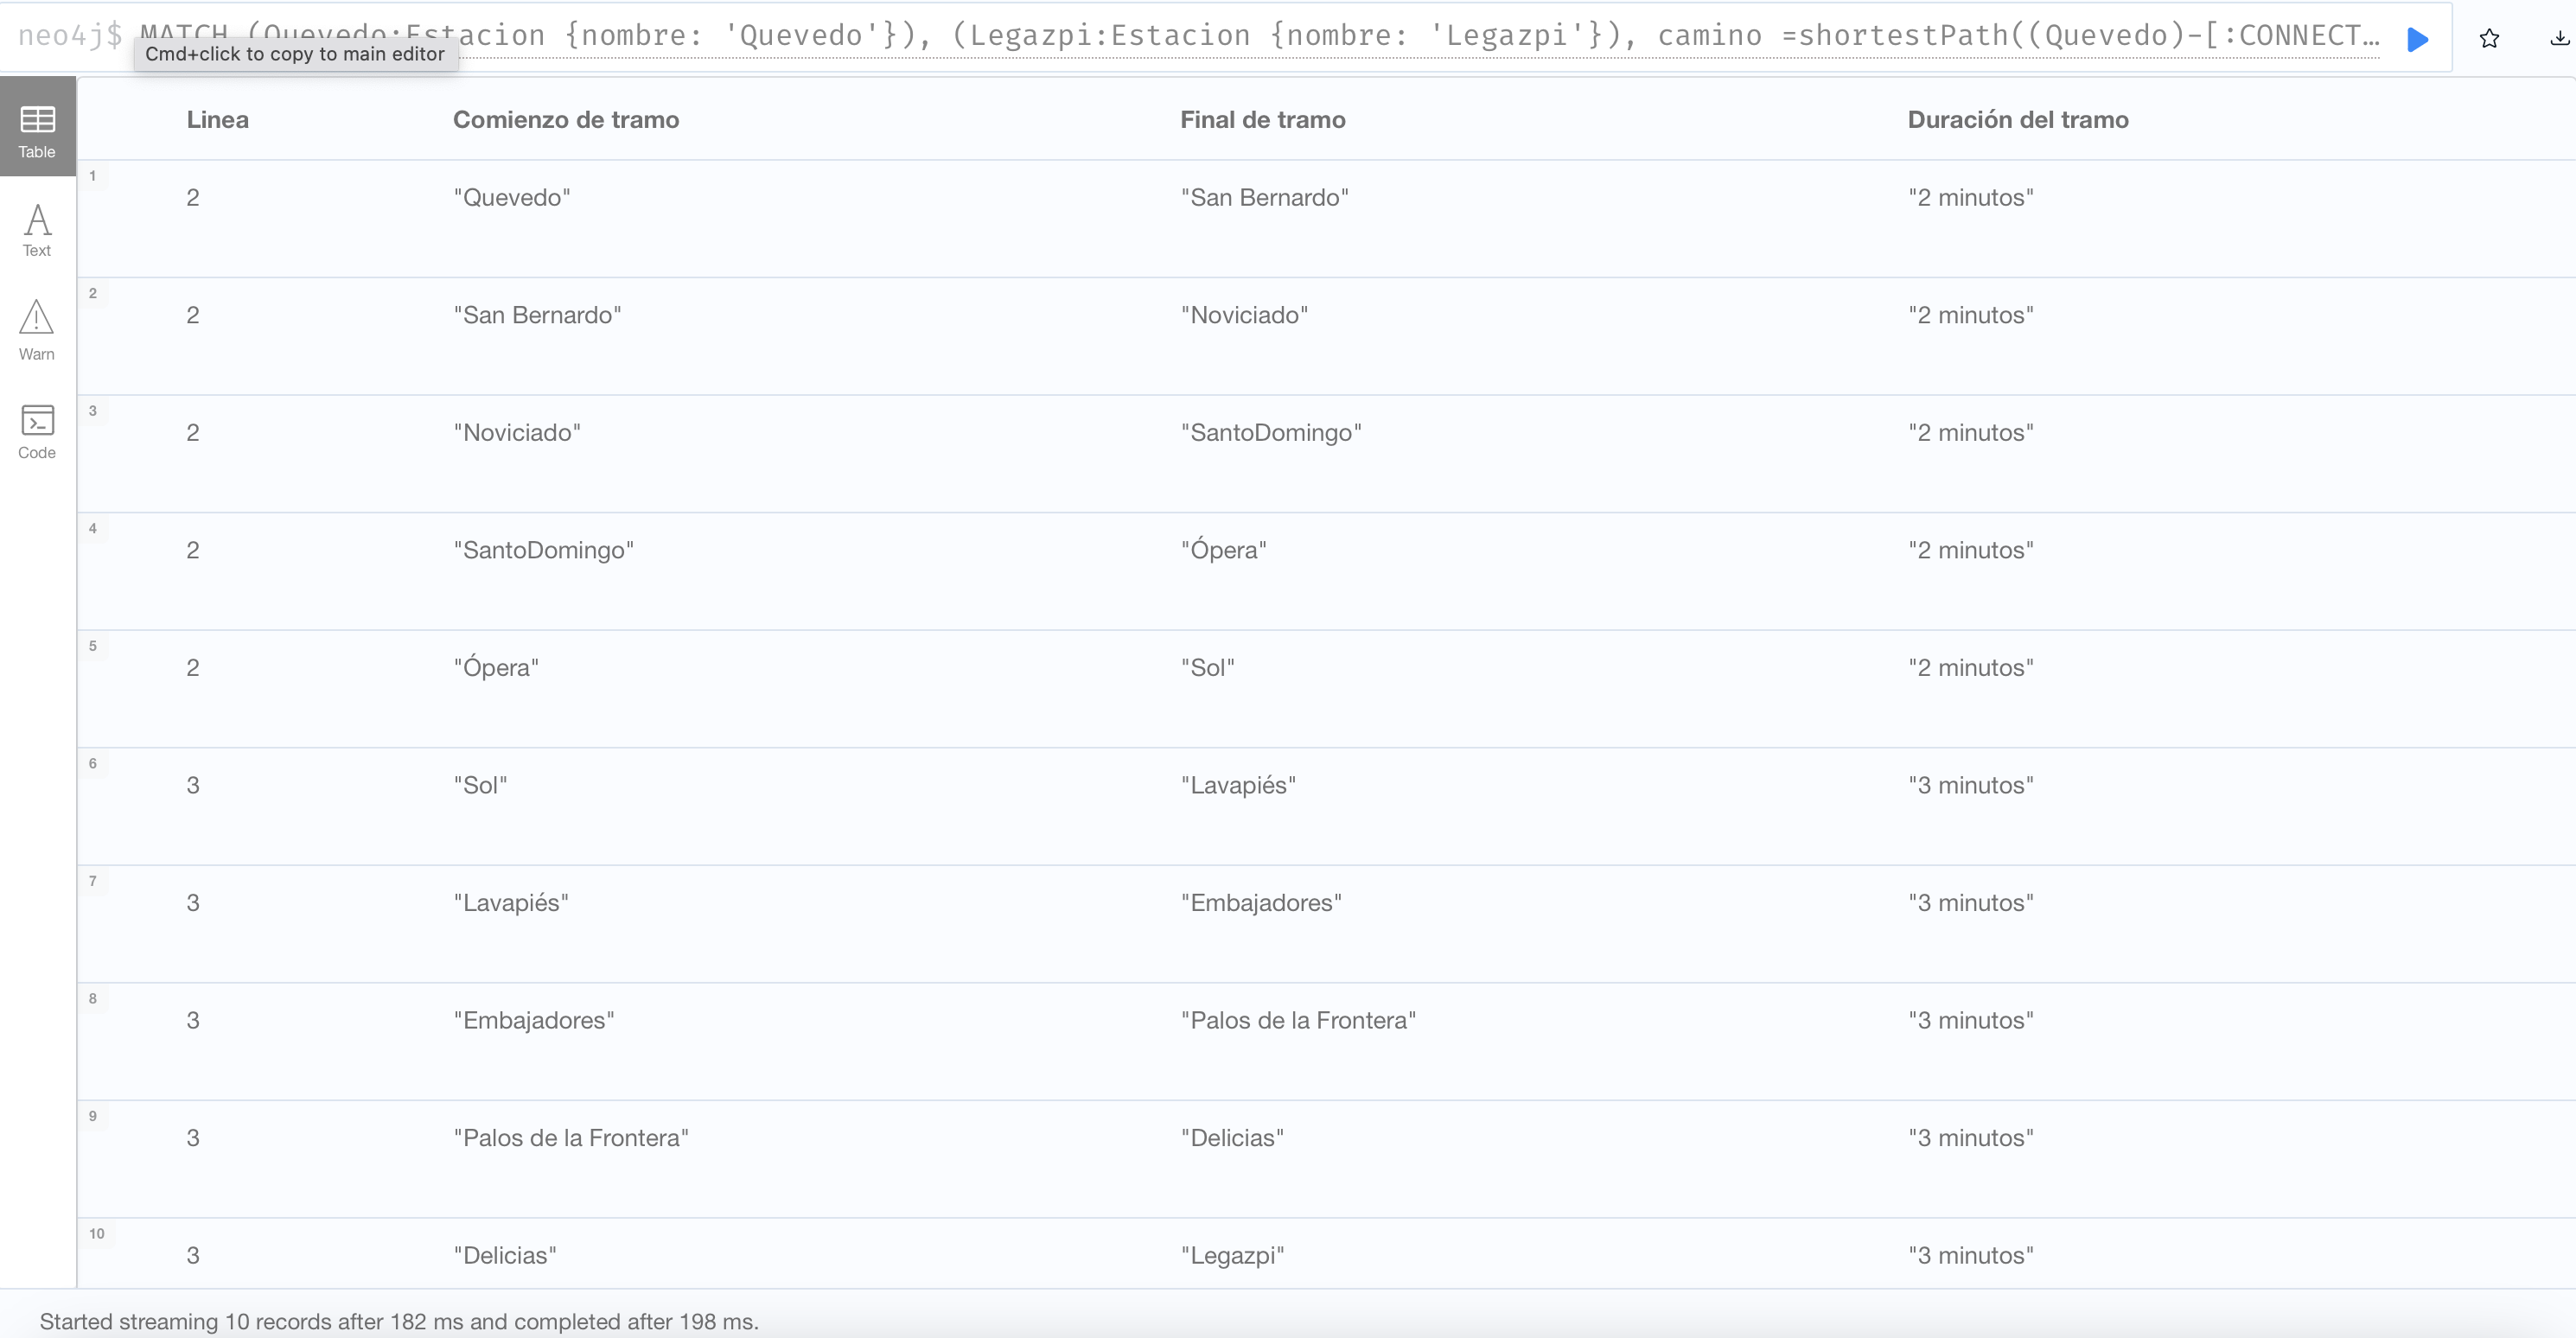 neo4j$ MATCH (Quevedo:Estacion {nombre: 'Quevedo'}), (Legazpi:Estacion {nombre: 'Legazpi'}), camino =shortestPath((Quevedo)-[:CONNECT…
Cmd+click to copy to main editor
Table
Text
Warn
Code
Linea Comienzo de tramo Final de tramo Duración del tramo
1
2 "Quevedo" "San Bernardo" "2 minutos"
2
2 "San Bernardo" "Noviciado" "2 minutos"
3
2 "Noviciado" "SantoDomingo" "2 minutos"
4
2 "SantoDomingo" "Ópera" "2 minutos"
5
2 "Ópera" "Sol" "2 minutos"
6
3 "Sol" "Lavapiés" "3 minutos"
7
3 "Lavapiés" "Embajadores" "3 minutos"
8
3 "Embajadores" "Palos de la Frontera" "3 minutos"
9
3 "Palos de la Frontera" "Delicias" "3 minutos"
10
3 "Delicias" "Legazpi" "3 minutos"
Started streaming 10 records after 182 ms and completed after 198 ms.